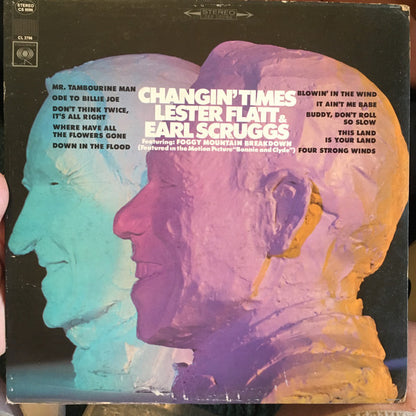 STEREO
CS 9596
CL 2796
STEREO
CHANGIN' TIMES
LESTER FLATT &
EARL SCRUGGS
Featuring: FOGGY MOUNTAIN BREAKDOWN
(Featured in the Motion Picture "Bonnie and Clyde")
MR. TAMBOURINE MAN
ODE TO BILLIE JOE
DON'T THINK TWICE,
IT'S ALL RIGHT
WHERE HAVE ALL
THE FLOWERS GONE
DOWN IN THE FLOOD
BLOWIN' IN THE WIND
IT AIN'T ME BABE
BUDDY, DON'T ROLL
SO SLOW
THIS LAND
IS YOUR LAND
FOUR STRONG WINDS